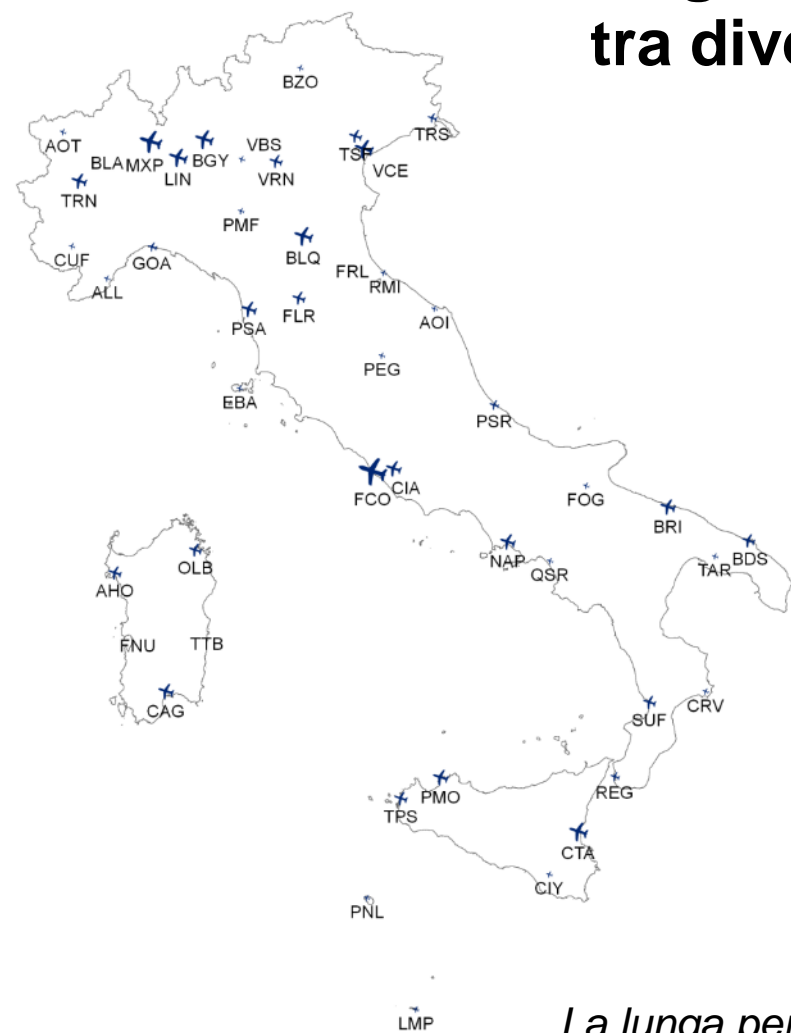 tra dive
BZO
TRS
AOT
VBS
BLA
MXP
BGY
TSF
LIN
VRN
VCE
TRN
PMF
CUF
GOA
BLQ
FRL
RMI
ALL
FLR
AOI
PSA
PEG
EBA
PSR
FCO
CIA
FOG
BRI
NAP
QSR
TAR
BDS
OLB
AHO
FNU
TTB
CAG
SUF
CRV
PMO
REG
TPS
CTA
CIY
PNL
LMP
La lunga per